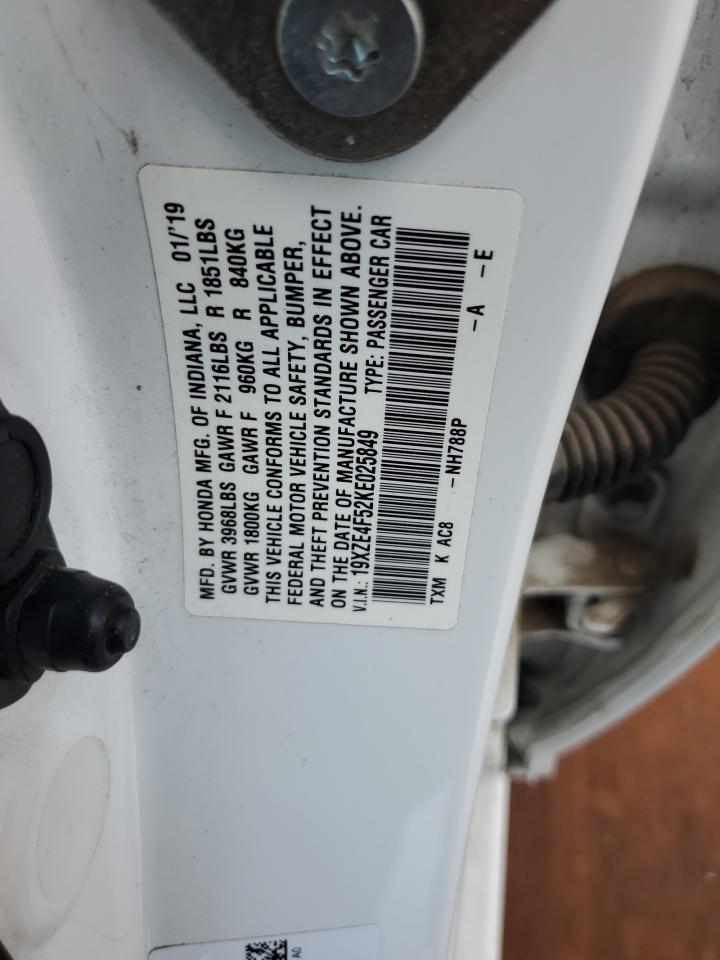 MFD. BY HONDA MFG. OF INDIANA, LLC 01/'19
GVWR 3968LBS GAWR F 2116LBS R 1851LBS
GVWR 1800KG GAWR F 960KG R 840KG
THIS VEHICLE CONFORMS TO ALL APPLICABLE
FEDERAL MOTOR VEHICLE SAFETY, BUMPER,
AND THEFT PREVENTION STANDARDS IN EFFECT
ON THE DATE OF MANUFACTURE SHOWN ABOVE.
V.I.N.: 19XZE4F52KE025849 TYPE: PASSENGER CAR
TXM K AC8 -NH788P -A -E
A0